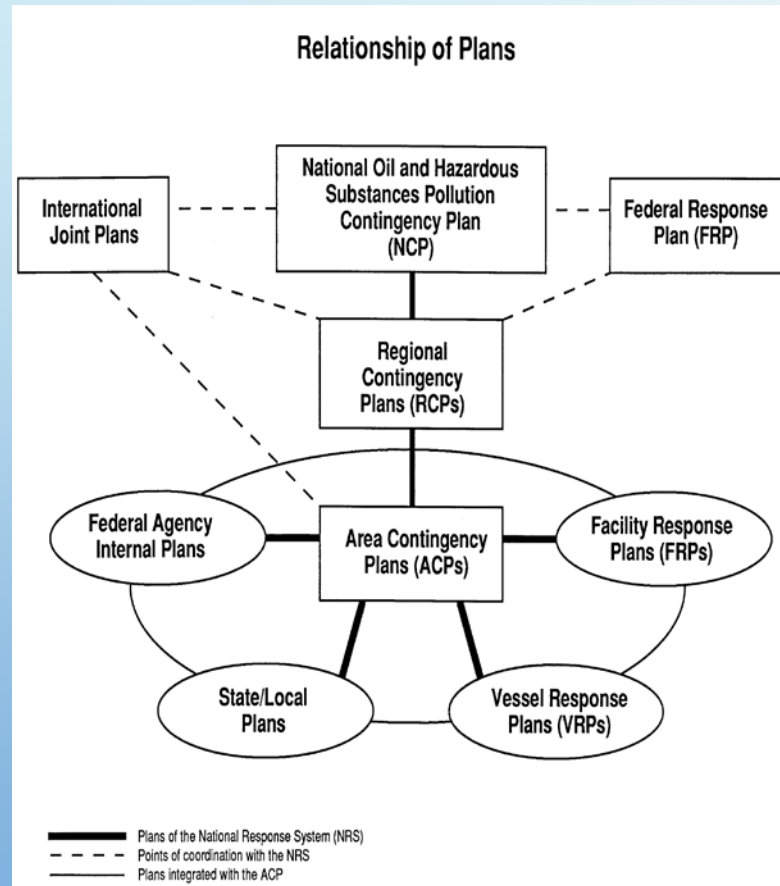 Relationship of Plans
National Oil and Hazardous
Substances Pollution
Contingency Plan
(NCP)
International
Joint Plans
Federal Response
Plan (FRP)
Regional
Contingency
Plans (RCPs)
Federal Agency
Internal Plans
Area Contingency
Plans (ACPs)
Facility Response
Plans (FRPs)
State/Local
Plans
Vessel Response
Plans (VRPs)
Plans of the National Response System (NRS)
Points of coordination with the NRS
Plans integrated with the ACP